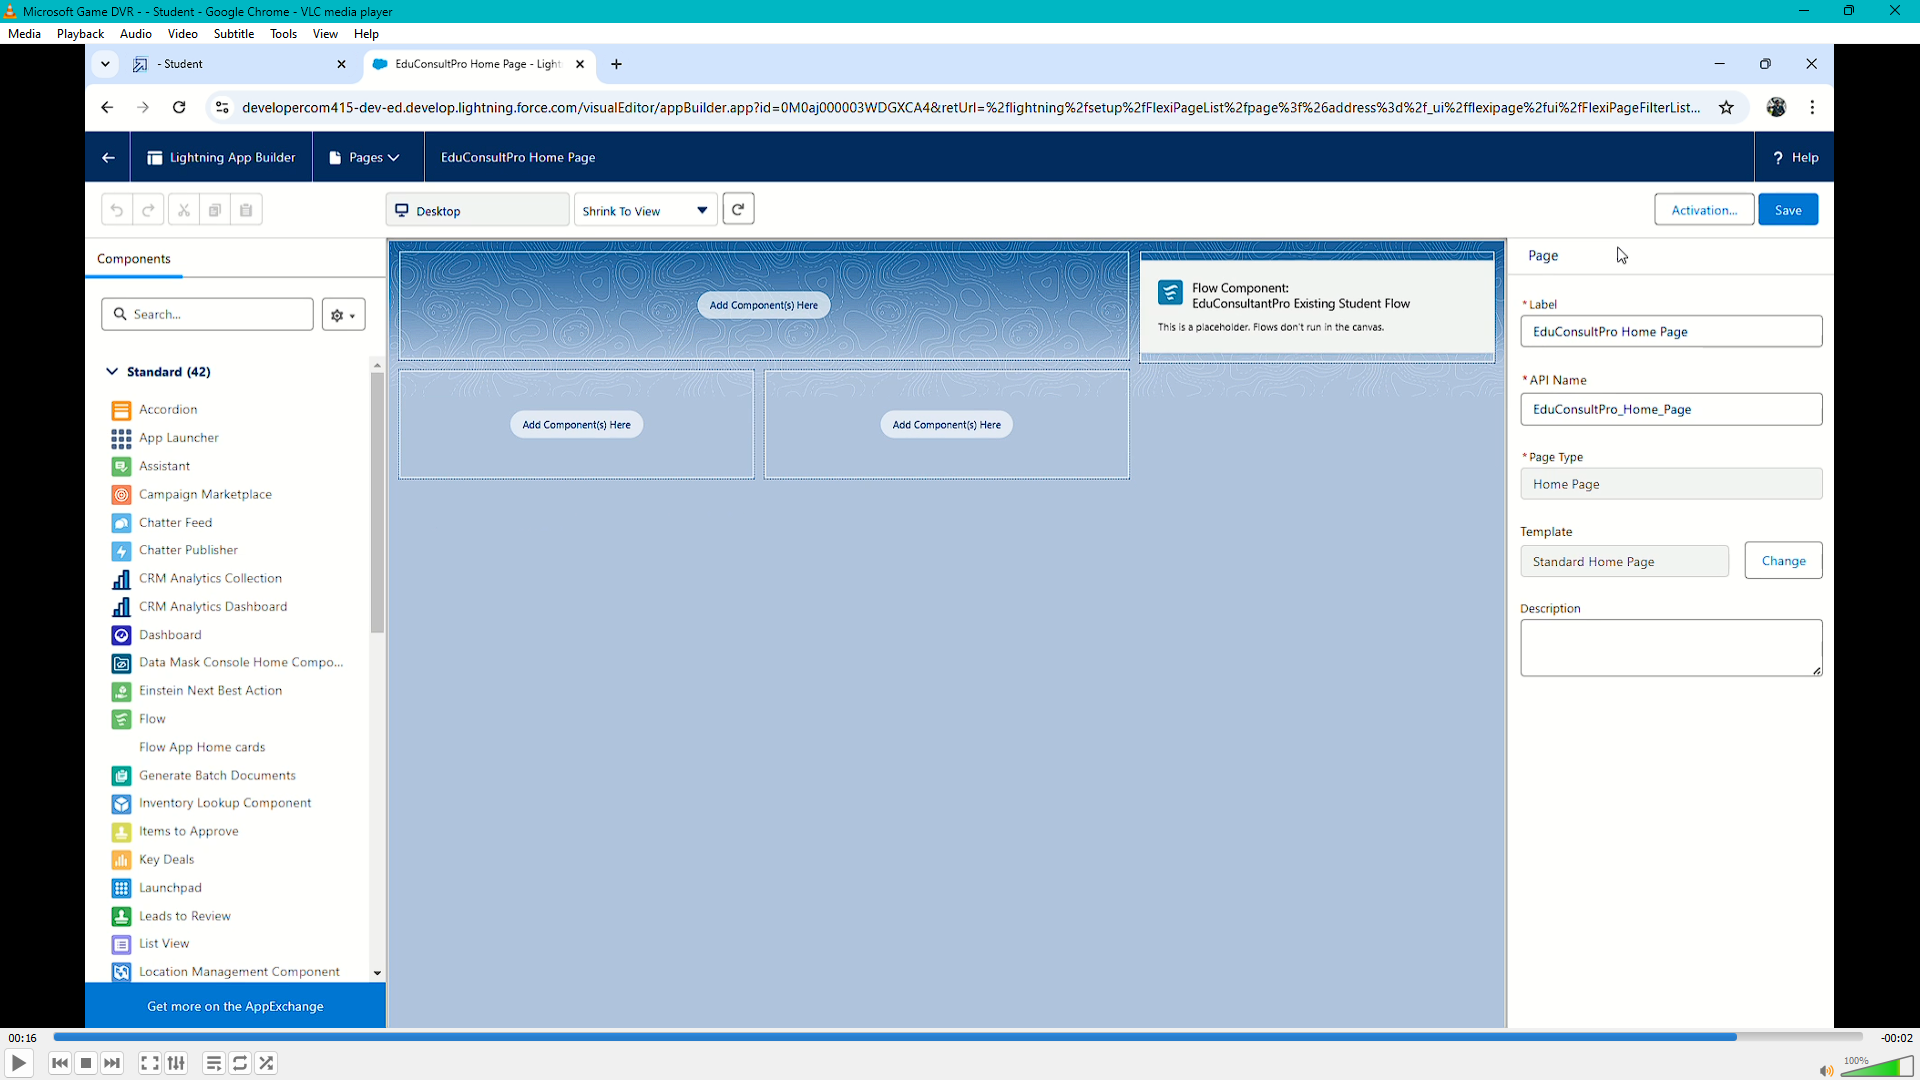 Microsoft Game DVR - - Student - Google Chrome - VLC media player
Media Playback Audio Video Subtitle Tools View Help
- Student
EduConsultPro Home Page - Light
developercom415-dev-ed.develop.lightning.force.com/visualEditor/appBuilder.app?id=0M0aj000003WDGXCA4&retUrl=%2flightning%2fsetup%2fFlexiPageList%2fpage%3f%26address%3d%2f_ui%2fflexipage%2fui%2fFlexiPageFilterList...
Lightning App Builder
Pages
EduConsultPro Home Page
? Help
Desktop
Shrink To View
Activation...
Save
Components
Search...
Standard (42)
Accordion
App Launcher
Assistant
Campaign Marketplace
Chatter Feed
Chatter Publisher
CRM Analytics Collection
CRM Analytics Dashboard
Dashboard
Data Mask Console Home Compo...
Einstein Next Best Action
Flow
Flow App Home cards
Generate Batch Documents
Inventory Lookup Component
Items to Approve
Key Deals
Launchpad
Leads to Review
List View
Location Management Component
Get more on the AppExchange
Add Component(s) Here
Flow Component:
EduConsultantPro Existing Student Flow
This is a placeholder. Flows don't run in the canvas.
Add Component(s) Here
Add Component(s) Here
Page
* Label
EduConsultPro Home Page
* API Name
EduConsultPro_Home_Page
* Page Type
Home Page
Template
Standard Home Page
Change
Description
00:16
-00:02
100%